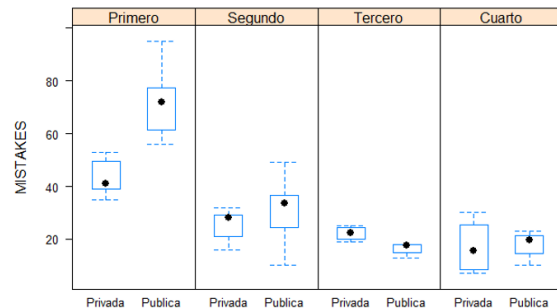 Primero Segundo Tercero Cuarto
MISTAKES
80
60
40
20
Privada Publica Privada Publica Privada Publica Privada Publica